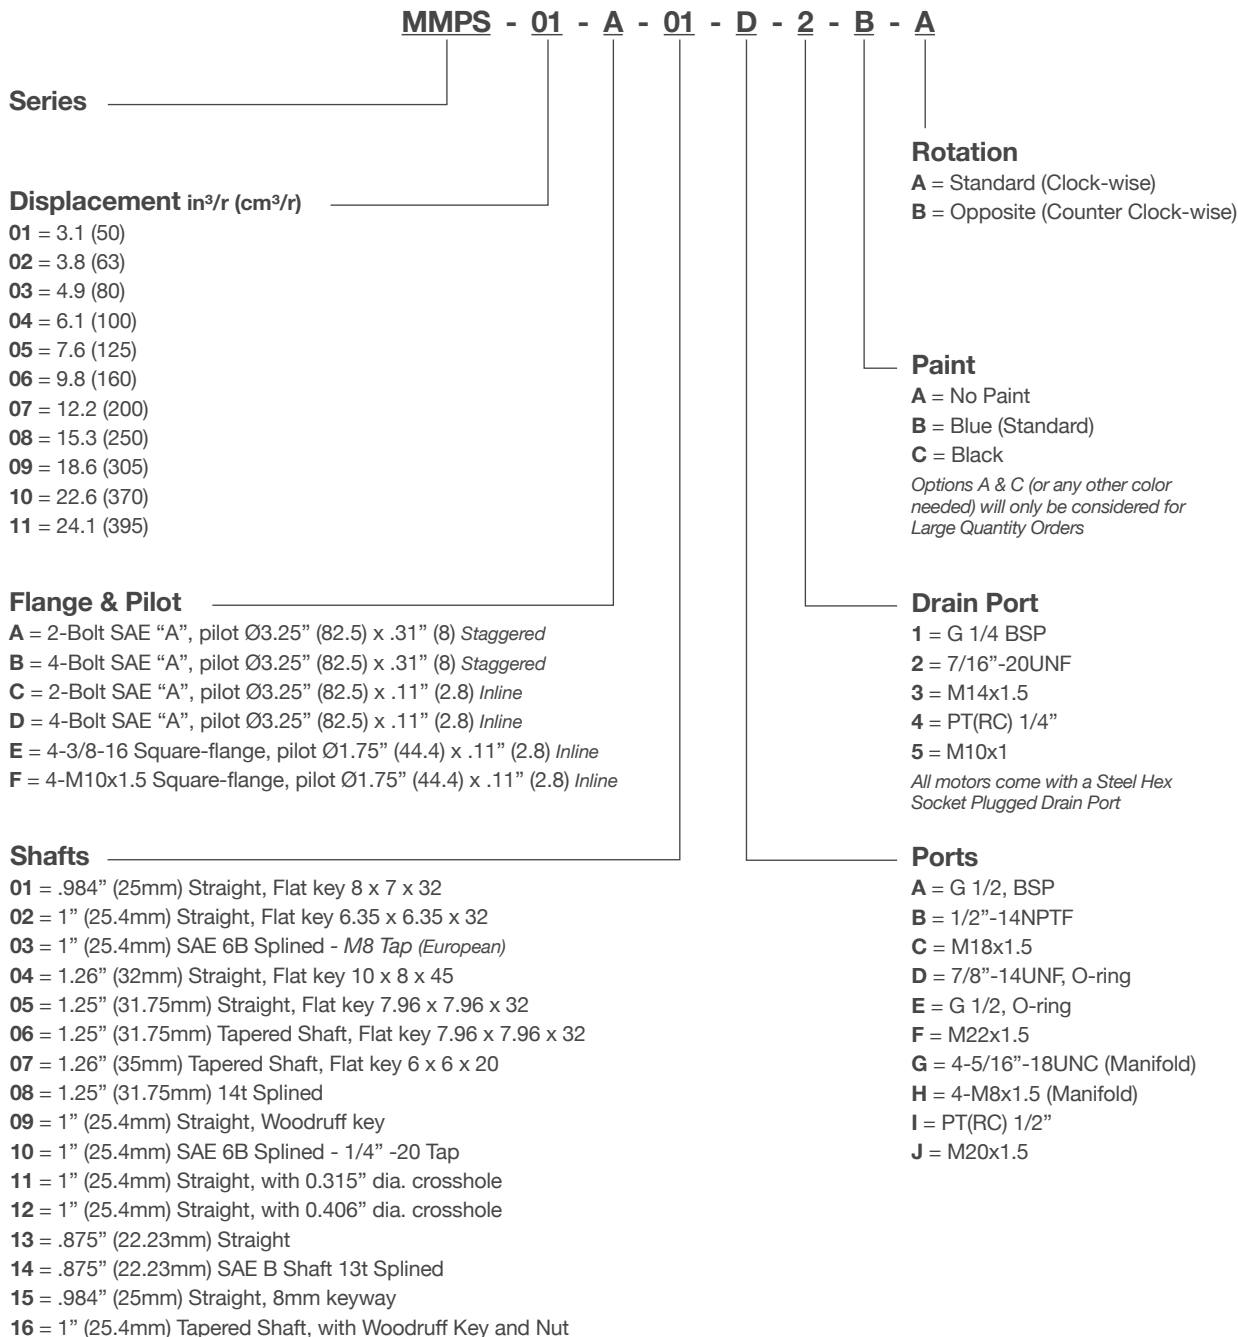 MMPS - 01 - A - 01 - D - 2 - B - A
Series
Displacement in³/r (cm³/r)
01 = 3.1 (50)
02 = 3.8 (63)
03 = 4.9 (80)
04 = 6.1 (100)
05 = 7.6 (125)
06 = 9.8 (160)
07 = 12.2 (200)
08 = 15.3 (250)
09 = 18.6 (305)
10 = 22.6 (370)
11 = 24.1 (395)
Flange & Pilot
A = 2-Bolt SAE “A”, pilot Ø3.25” (82.5) x .31” (8) Staggered
B = 4-Bolt SAE “A”, pilot Ø3.25” (82.5) x .31” (8) Staggered
C = 2-Bolt SAE “A”, pilot Ø3.25” (82.5) x .11” (2.8) Inline
D = 4-Bolt SAE “A”, pilot Ø3.25” (82.5) x .11” (2.8) Inline
E = 4-3/8-16 Square-flange, pilot Ø1.75” (44.4) x .11” (2.8) Inline
F = 4-M10x1.5 Square-flange, pilot Ø1.75” (44.4) x .11” (2.8) Inline
Shafts
01 = .984” (25mm) Straight, Flat key 8 x 7 x 32
02 = 1” (25.4mm) Straight, Flat key 6.35 x 6.35 x 32
03 = 1” (25.4mm) SAE 6B Splined - M8 Tap (European)
04 = 1.26” (32mm) Straight, Flat key 10 x 8 x 45
05 = 1.25” (31.75mm) Straight, Flat key 7.96 x 7.96 x 32
06 = 1.25” (31.75mm) Tapered Shaft, Flat key 7.96 x 7.96 x 32
07 = 1.26” (35mm) Tapered Shaft, Flat key 6 x 6 x 20
08 = 1.25” (31.75mm) 14t Splined
09 = 1” (25.4mm) Straight, Woodruff key
10 = 1” (25.4mm) SAE 6B Splined - 1/4” -20 Tap
11 = 1” (25.4mm) Straight, with 0.315” dia. crosshole
12 = 1” (25.4mm) Straight, with 0.406” dia. crosshole
13 = .875” (22.23mm) Straight
14 = .875” (22.23mm) SAE B Shaft 13t Splined
15 = .984” (25mm) Straight, 8mm keyway
16 = 1” (25.4mm) Tapered Shaft, with Woodruff Key and Nut
Rotation
A = Standard (Clock-wise)
B = Opposite (Counter Clock-wise)
Paint
A = No Paint
B = Blue (Standard)
C = Black
Options A & C (or any other color
needed) will only be considered for
Large Quantity Orders
Drain Port
1 = G 1/4 BSP
2 = 7/16”-20UNF
3 = M14x1.5
4 = PT(RC) 1/4”
5 = M10x1
All motors come with a Steel Hex
Socket Plugged Drain Port
Ports
A = G 1/2, BSP
B = 1/2”-14NPTF
C = M18x1.5
D = 7/8”-14UNF, O-ring
E = G 1/2, O-ring
F = M22x1.5
G = 4-5/16”-18UNC (Manifold)
H = 4-M8x1.5 (Manifold)
I = PT(RC) 1/2”
J = M20x1.5